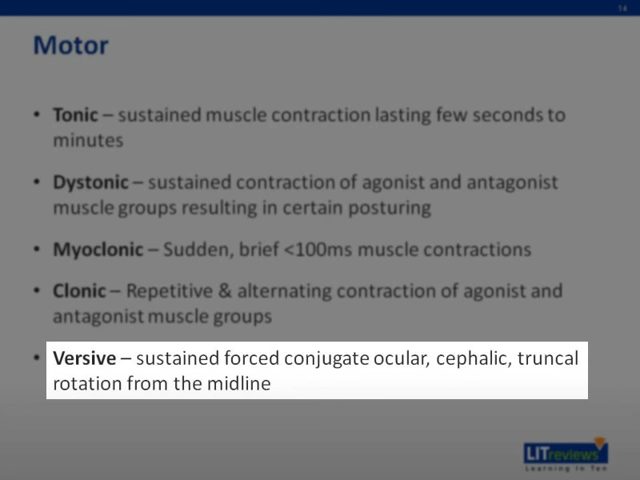 14
Motor
• Tonic – sustained muscle contraction lasting few seconds to
minutes
• Dystonic – sustained contraction of agonist and antagonist
muscle groups resulting in certain posturing
• Myoclonic – Sudden, brief <100ms muscle contractions
• Clonic – Repetitive & alternating contraction of agonist and
antagonist muscle groups
• Versive – sustained forced conjugate ocular, cephalic, truncal
rotation from the midline
LITreviews
Learning in Ten